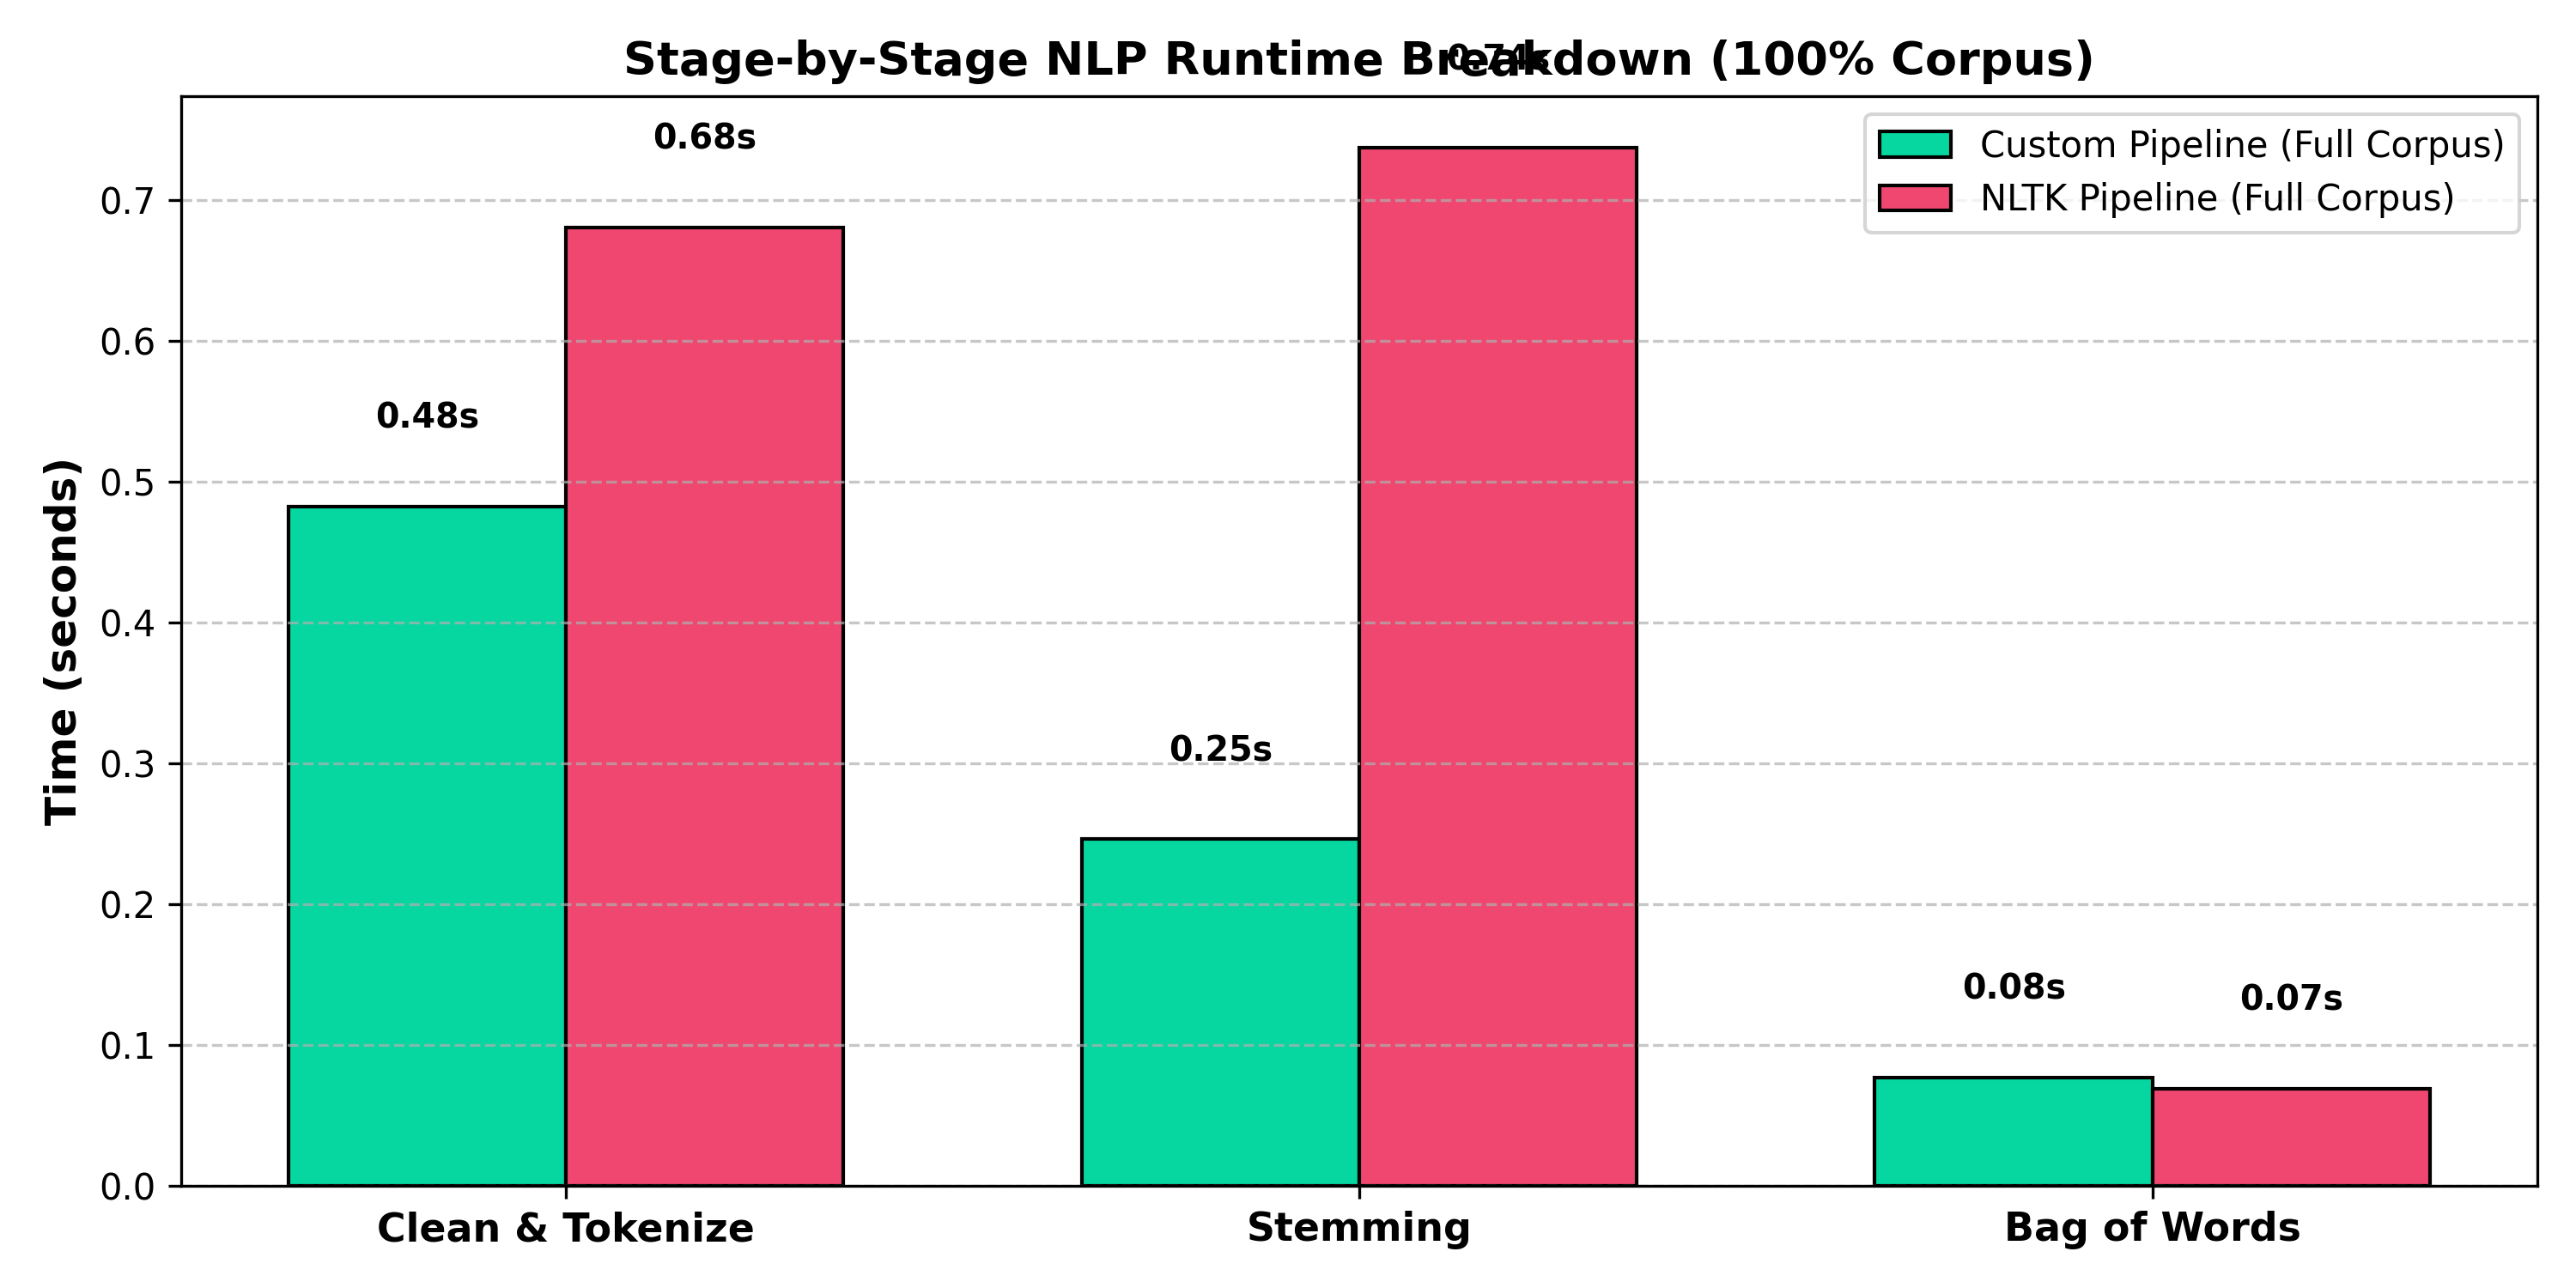 Stage-by-Stage NLP Runtime Breakdown (100% Corpus)
0.74s
0.68s
Custom Pipeline (Full Corpus)
NLTK Pipeline (Full Corpus)
0.7
0.6
0.48s
0.5
Time (seconds)
0.4
0.25s
0.3
0.2
0.08s
0.07s
0.1
0.0
Clean & Tokenize
Stemming
Bag of Words